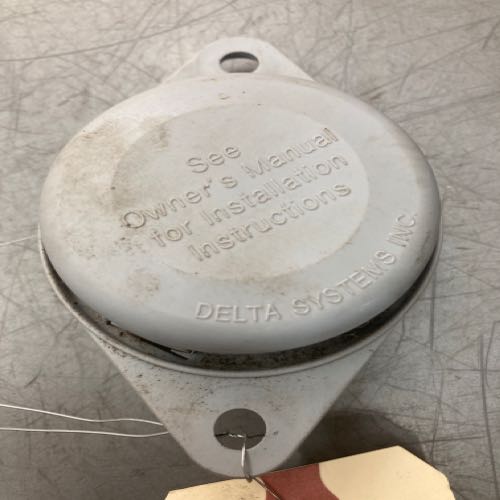 See
Owner's Manual
for Installation
Instructions
DELTA SYSTEMS INC.